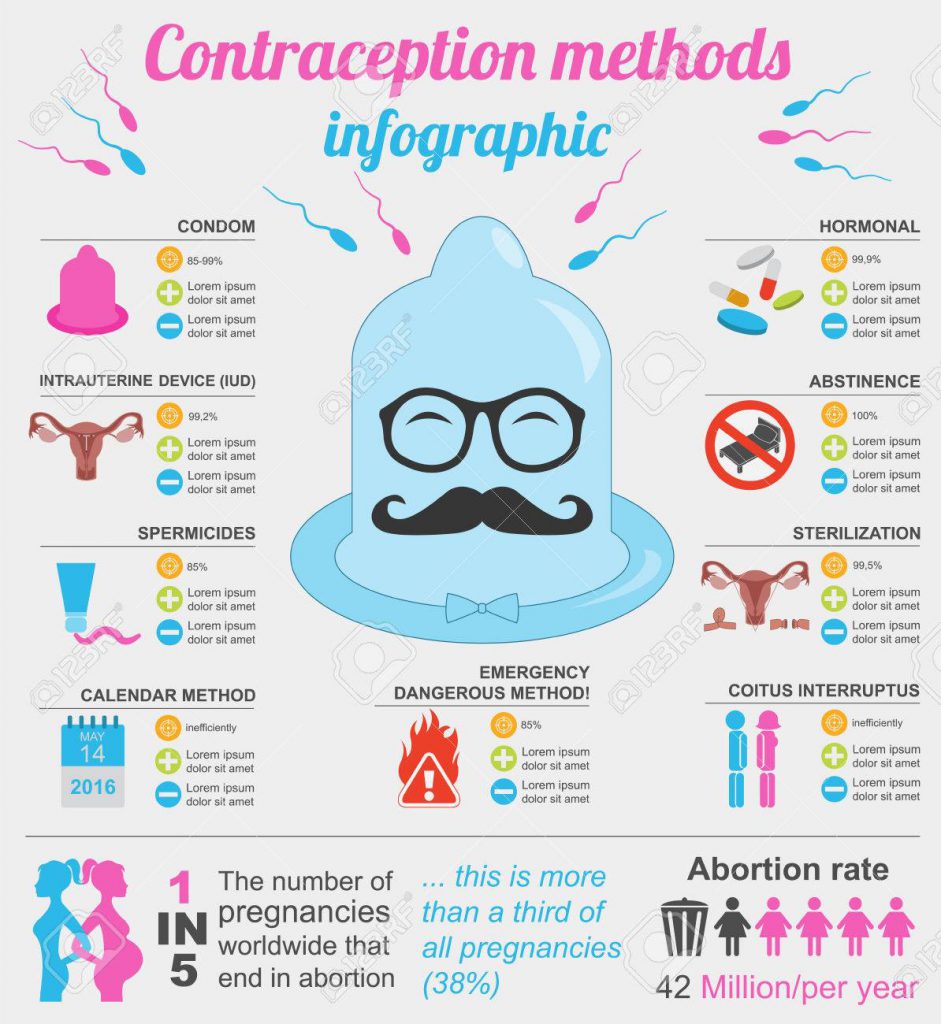 Contraception methods
infographic
CONDOM
85-99%
Lorem ipsum
dolor sit amet
Lorem ipsum
dolor sit amet
INTRAUTERINE DEVICE (IUD)
99,2%
Lorem ipsum
dolor sit amet
Lorem ipsum
dolor sit amet
SPERMICIDES
85%
Lorem ipsum
dolor sit amet
Lorem ipsum
dolor sit amet
CALENDAR METHOD
MAY
14
2016
inefficiently
Lorem ipsum
dolor sit amet
Lorem ipsum
dolor sit amet
EMERGENCY
DANGEROUS METHOD!
85%
Lorem ipsum
dolor sit amet
Lorem ipsum
dolor sit amet
HORMONAL
99,9%
Lorem ipsum
dolor sit amet
Lorem ipsum
dolor sit amet
ABSTINENCE
100%
Lorem ipsum
dolor sit amet
Lorem ipsum
dolor sit amet
STERILIZATION
99,5%
Lorem ipsum
dolor sit amet
Lorem ipsum
dolor sit amet
COITUS INTERRUPTUS
inefficiently
Lorem ipsum
dolor sit amet
Lorem ipsum
dolor sit amet
1
IN
5
The number of
pregnancies
worldwide that
end in abortion
... this is more
than a third of
all pregnancies
(38%)
Abortion rate
42 Million/per year
123RF